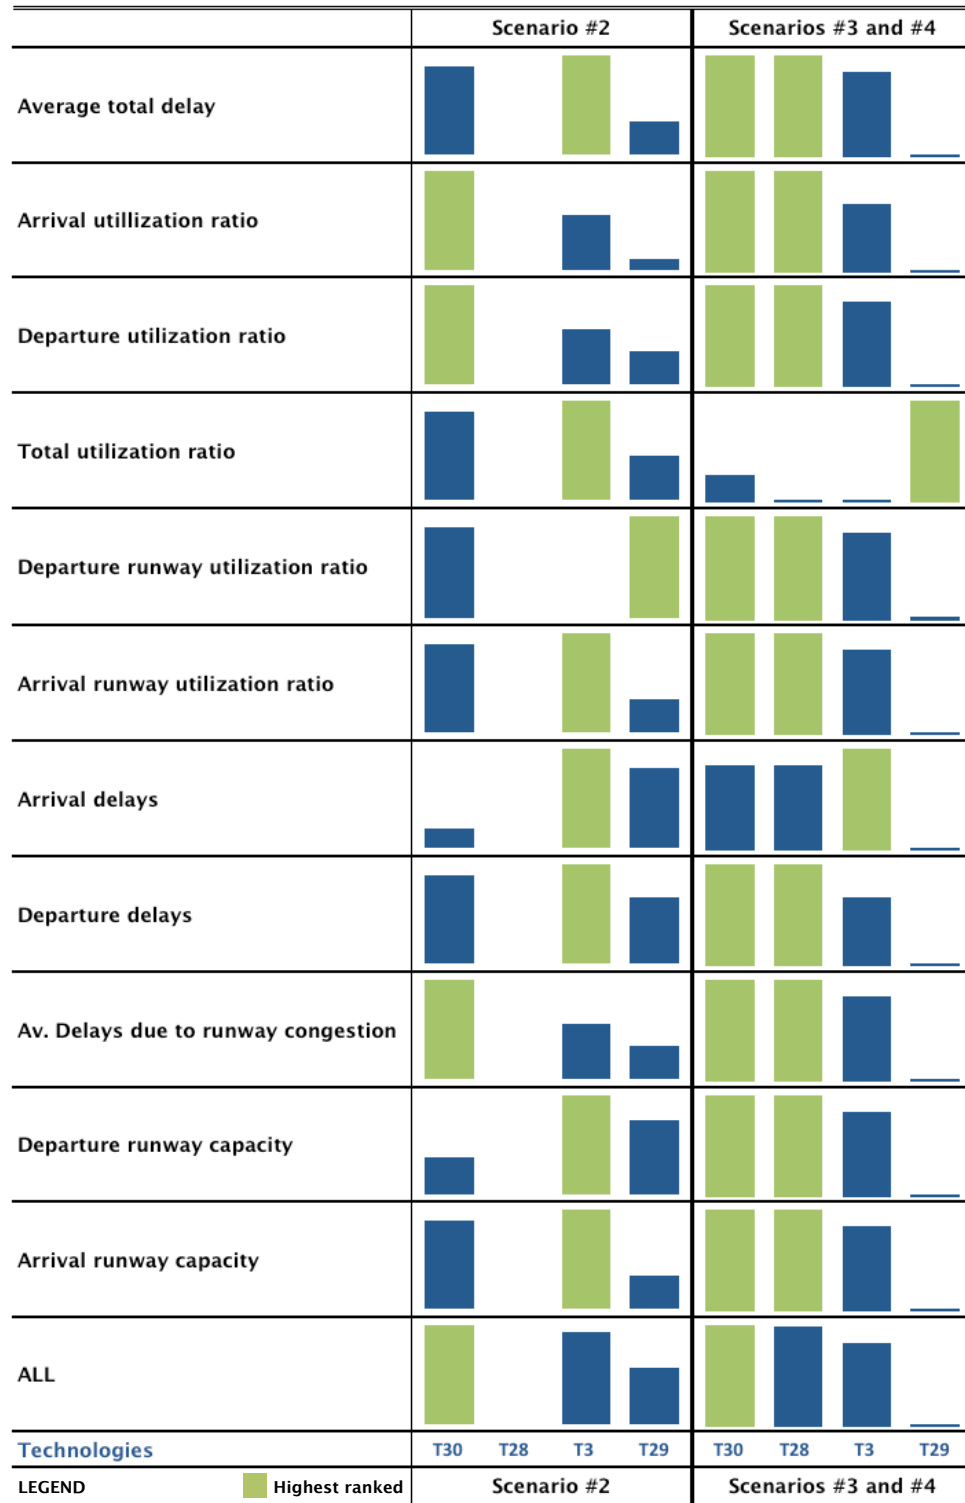 Scenario #2 Scenarios #3 and #4
Average total delay
Arrival utillization ratio
Departure utilization ratio
Total utilization ratio
Departure runway utilization ratio
Arrival runway utilization ratio
Arrival delays
Departure delays
Av. Delays due to runway congestion
Departure runway capacity
Arrival runway capacity
ALL
Technologies T30 T28 T3 T29 T30 T28 T3 T29
LEGEND Highest ranked Scenario #2 Scenarios #3 and #4